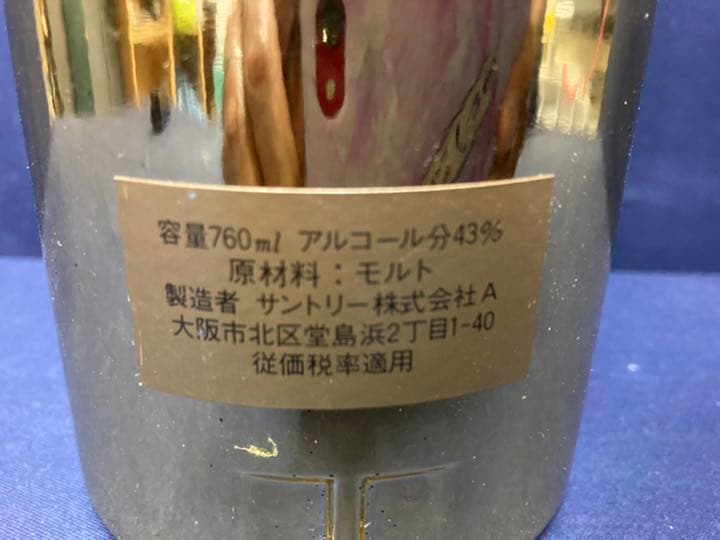 容量760ml アルコール分43%
原材料：モルト
製造者 サントリー株式会社A
大阪市北区堂島浜2丁目1-40
従価税率適用